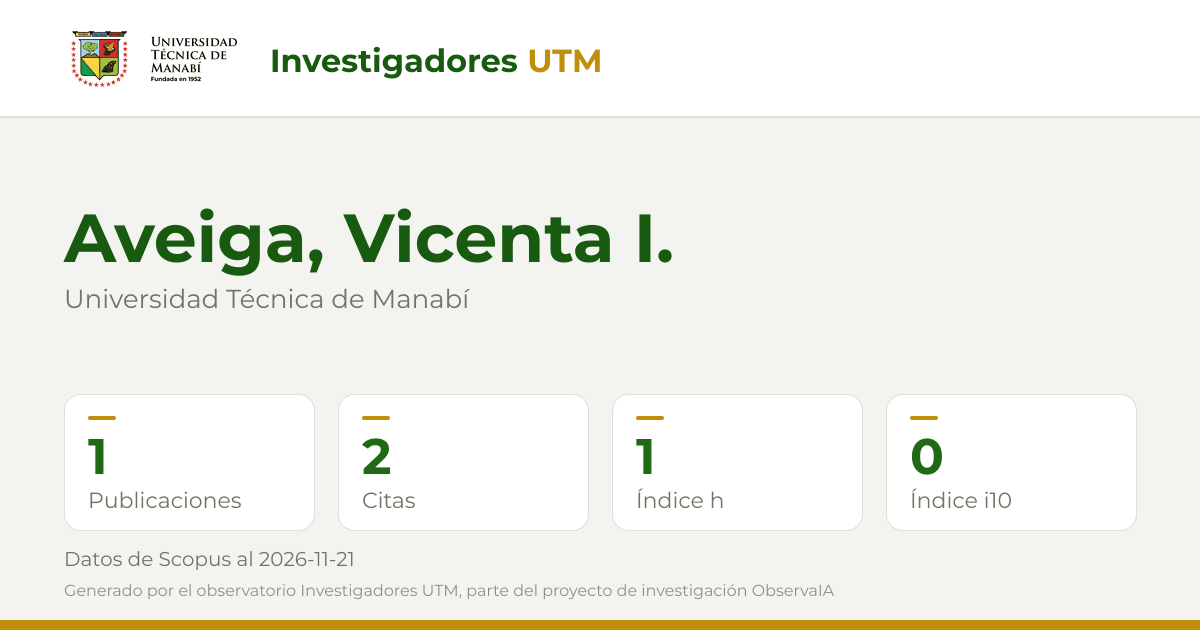 UNIVERSIDAD
TÉCNICA DE
MANABÍ
Fundada en 1952
Investigadores UTM
Aveiga, Vicenta I.
Universidad Técnica de Manabí
1
Publicaciones
2
Citas
1
Índice h
0
Índice i10
Datos de Scopus al 2026-11-21
Generado por el observatorio Investigadores UTM, parte del proyecto de investigación ObservaIA